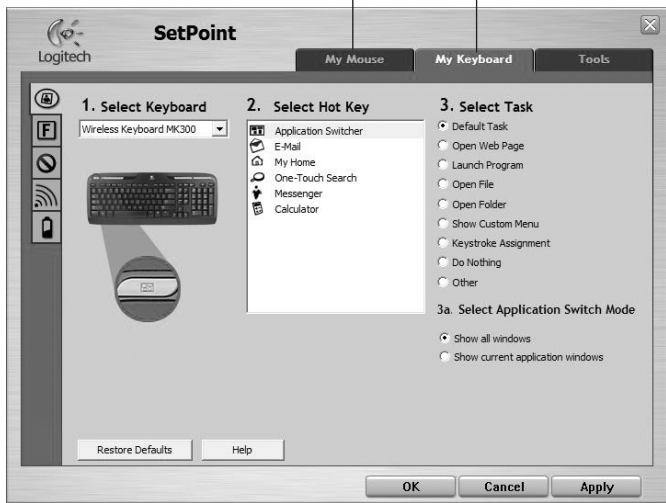 SetPoint
Logitech
My Mouse
My Keyboard
Tools
1. Select Keyboard
Wireless Keyboard MK300
2. Select Hot Key
Application Switcher
E-Mail
My Home
One-Touch Search
Messenger
Calculator
3. Select Task
Default Task
Open Web Page
Launch Program
Open File
Open Folder
Show Custom Menu
Keystroke Assignment
Do Nothing
Other
3a. Select Application Switch Mode
Show all windows
Show current application windows
F
Restore Defaults
Help
OK
Cancel
Apply